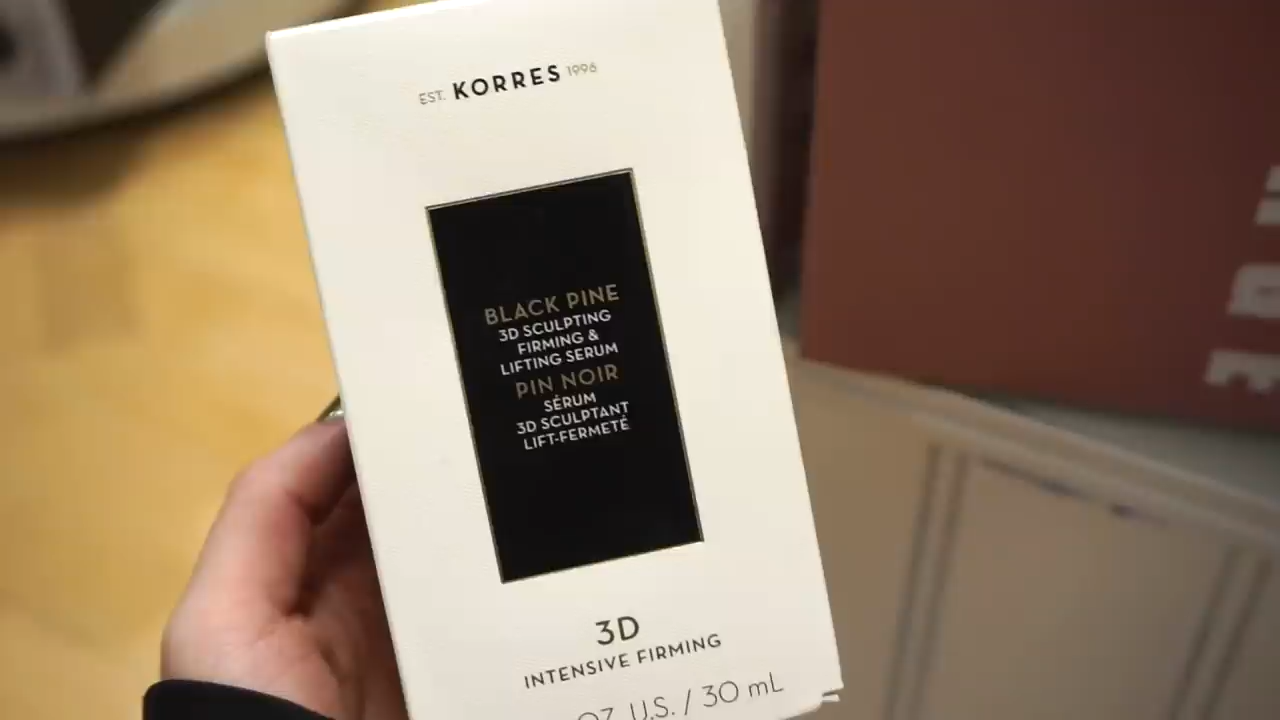 EST. KORRES 1996
BLACK PINE
3D SCULPTING
FIRMING &
LIFTING SERUM
PIN NOIR
SÉRUM
3D SCULPTANT
LIFT-FERMETÉ
3D
INTENSIVE FIRMING
OZ. U.S. / 30 mL